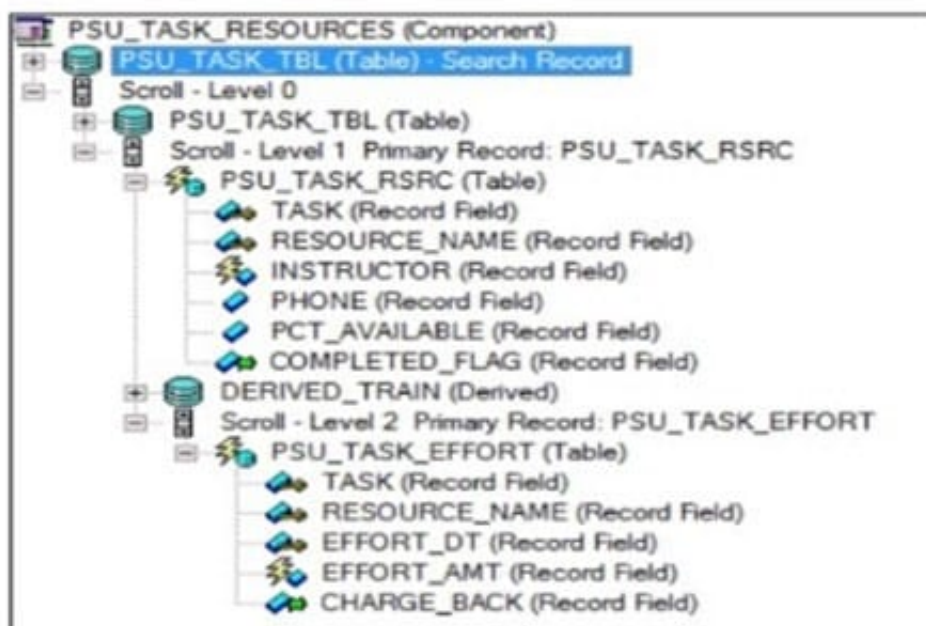 PSU_TASK_RESOURCES (Component)
PSU_TASK_TBL (Table) - Search Record
Scroll - Level 0
PSU_TASK_TBL (Table)
Scroll - Level 1 Primary Record: PSU_TASK_RSRC
PSU_TASK_RSRC (Table)
TASK (Record Field)
RESOURCE_NAME (Record Field)
INSTRUCTOR (Record Field)
PHONE (Record Field)
PCT_AVAILABLE (Record Field)
COMPLETED_FLAG (Record Field)
DERIVED_TRAIN (Derived)
Scroll - Level 2 Primary Record: PSU_TASK_EFFORT
PSU_TASK_EFFORT (Table)
TASK (Record Field)
RESOURCE_NAME (Record Field)
EFFORT_DT (Record Field)
EFFORT_AMT (Record Field)
CHARGE_BACK (Record Field)